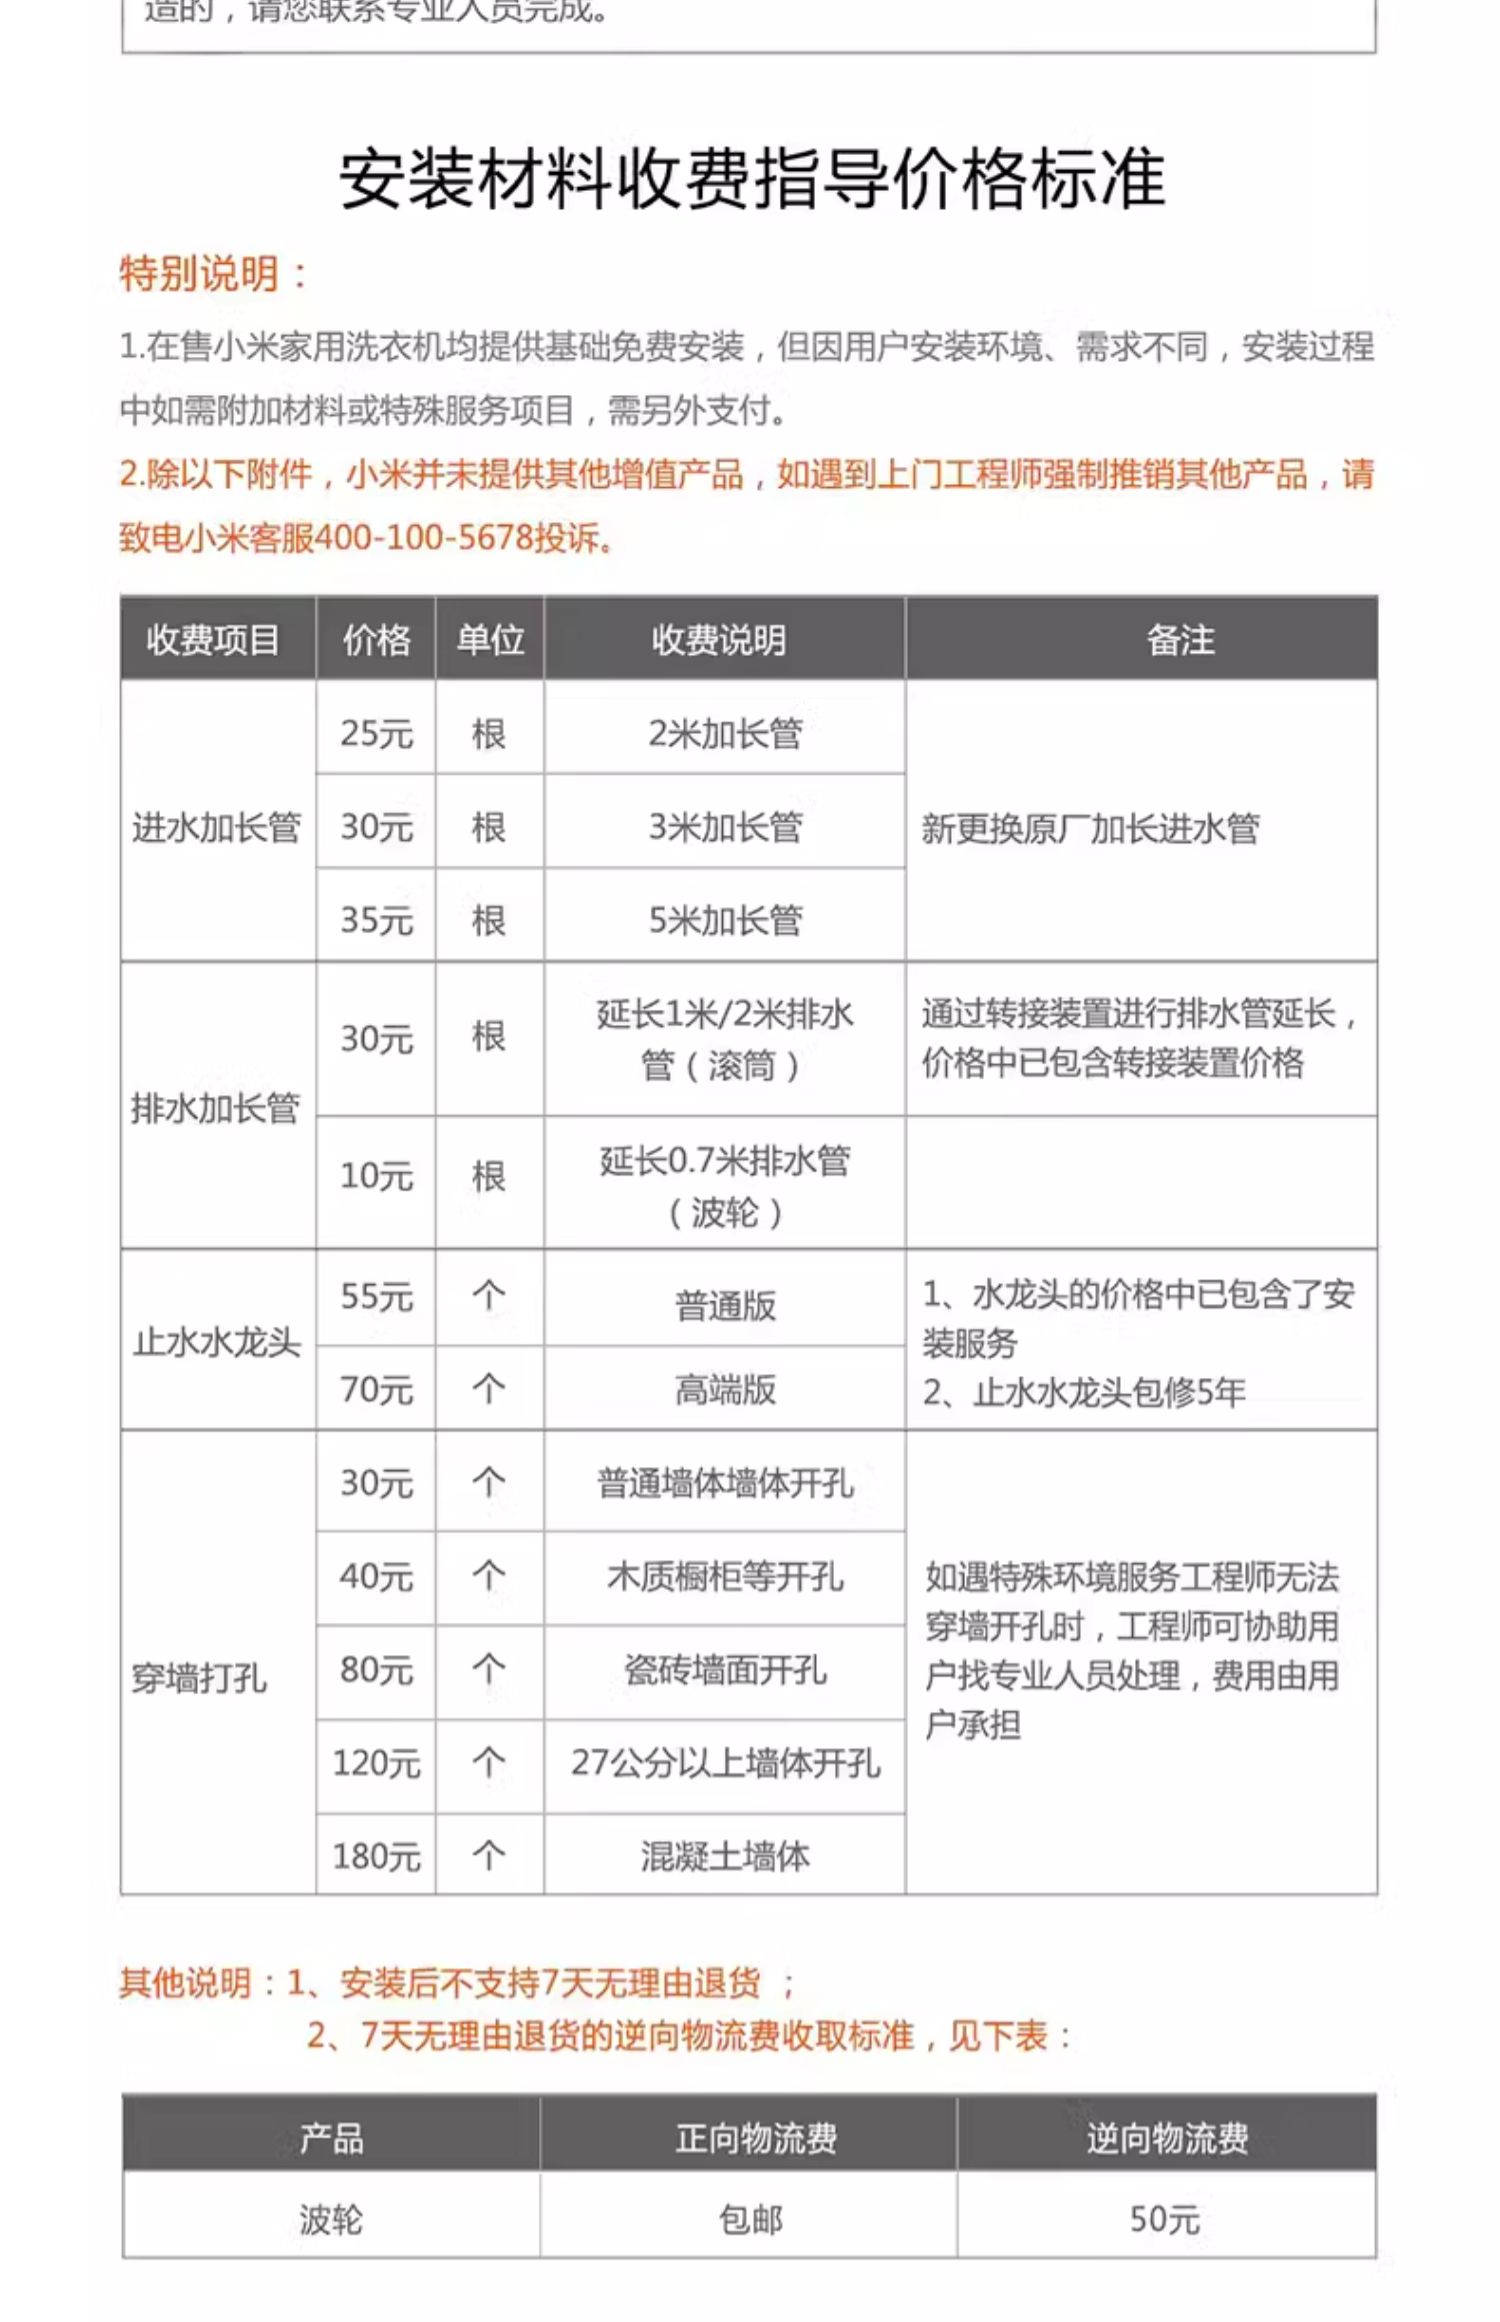 造的，请您联系专业人员完成。
安装材料收费指导价格标准
特别说明：
1.在售小米家用洗衣机均提供基础免费安装，但因用户安装环境、需求不同，安装过程
中如需附加材料或特殊服务项目，需另外支付。
2.除以下附件，小米并未提供其他增值产品，如遇到上门工程师强制推销其他产品，请
致电小米客服400-100-5678投诉。
收费项目 价格 单位 收费说明 备注
25元 根 2米加长管
进水加长管 30元 根 3米加长管 新更换原厂加长进水管
35元 根 5米加长管
排水加长管
30元 根 延长1米/2米排水
管（滚筒）
通过转接装置进行排水管延长，
价格中已包含转接装置价格
10元 根 延长0.7米排水管
（波轮）
止水水龙头
55元 个 普通版
70元 个 高端版
1、水龙头的价格中已包含了安
装服务
2、止水水龙头包修5年
穿墙打孔
30元 个 普通墙体墙体开孔
40元 个 木质橱柜等开孔
80元 个 瓷砖墙面开孔
120元 个 27公分以上墙体开孔
180元 个 混凝土墙体
如遇特殊环境服务工程师无法
穿墙开孔时，工程师可协助用
户找专业人员处理，费用由用
户承担
其他说明：1、安装后不支持7天无理由退货 ；
2、7天无理由退货的逆向物流费收取标准，见下表：
产品 正向物流费 逆向物流费
波轮 包邮 50元